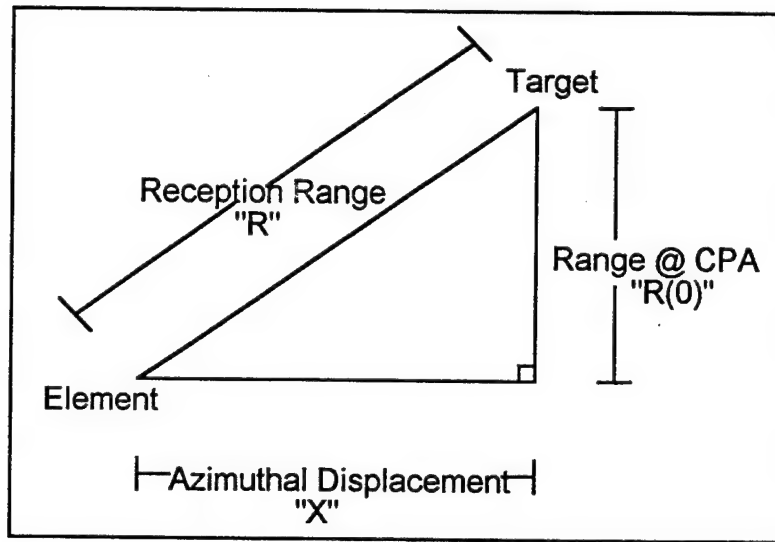 Target
Reception Range
"R"
Range @ CPA
"R(0)"
Element
Azimuthal Displacement
"X"